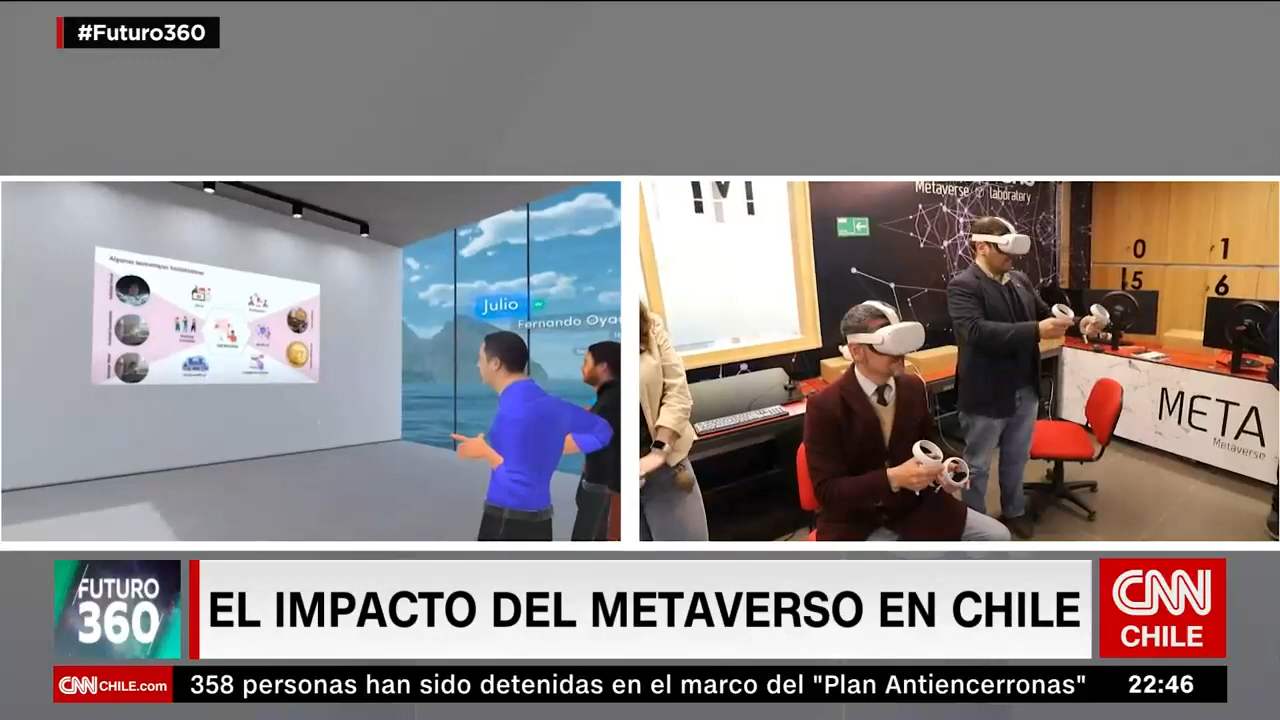 #Futuro360
Metaverse laboratory
Julio
Fernando Oya
0 1
15 6
META
Metaverse
FUTURO
360
EL IMPACTO DEL METAVERSO EN CHILE
CNN
CHILE
CNNCHILE.com 358 personas han sido detenidas en el marco del "Plan Antiencerronas" 22:46